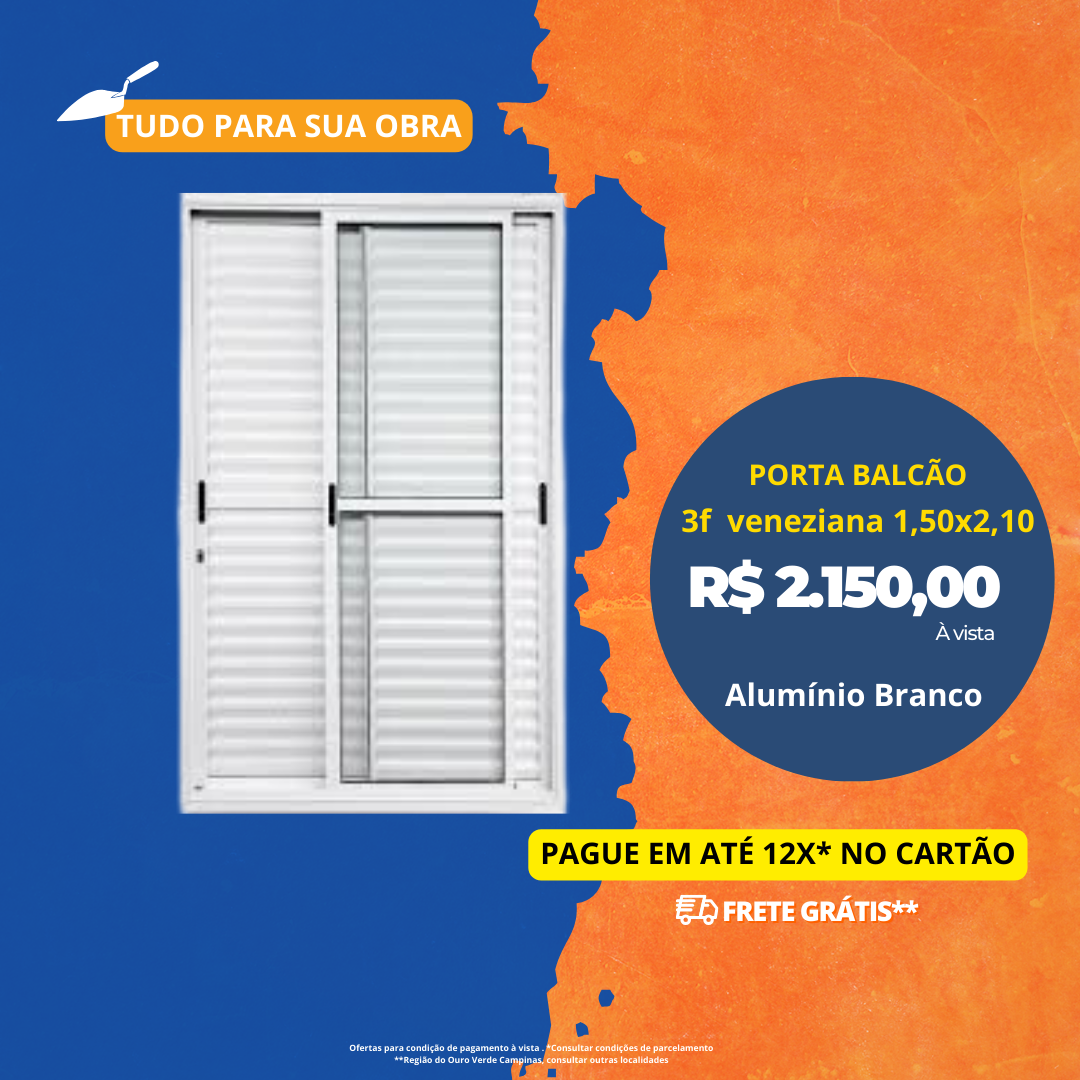 TUDO PARA SUA OBRA
PORTA BALCÃO
3f veneziana 1,50x2,10
R$ 2.150,00
À vista
Alumínio Branco
PAGUE EM ATÉ 12X* NO CARTÃO
FRETE GRÁTIS**
Ofertas para condição de pagamento à vista . *Consultar condições de parcelamento
**Região do Ouro Verde Campinas, consultar outras localidades